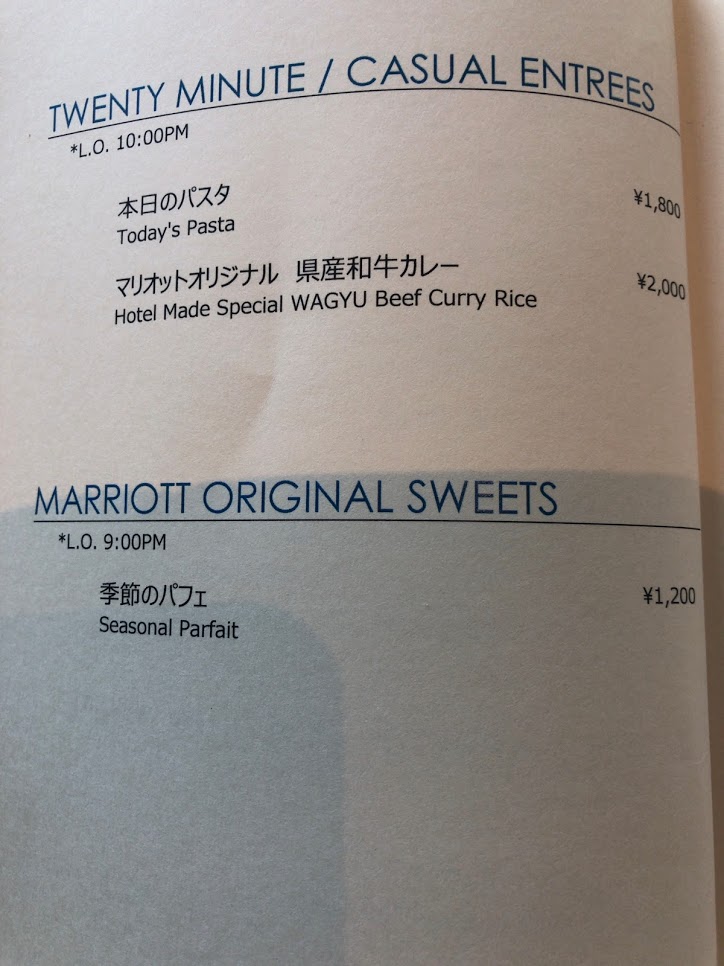 TWENTY MINUTE / CASUAL ENTREES
*L.O. 10:00PM
本日のパスタ ¥1,800
Today's Pasta
マリオットオリジナル 県産和牛カレー ¥2,000
Hotel Made Special WAGYU Beef Curry Rice
MARRIOTT ORIGINAL SWEETS
*L.O. 9:00PM
季節のパフェ ¥1,200
Seasonal Parfait